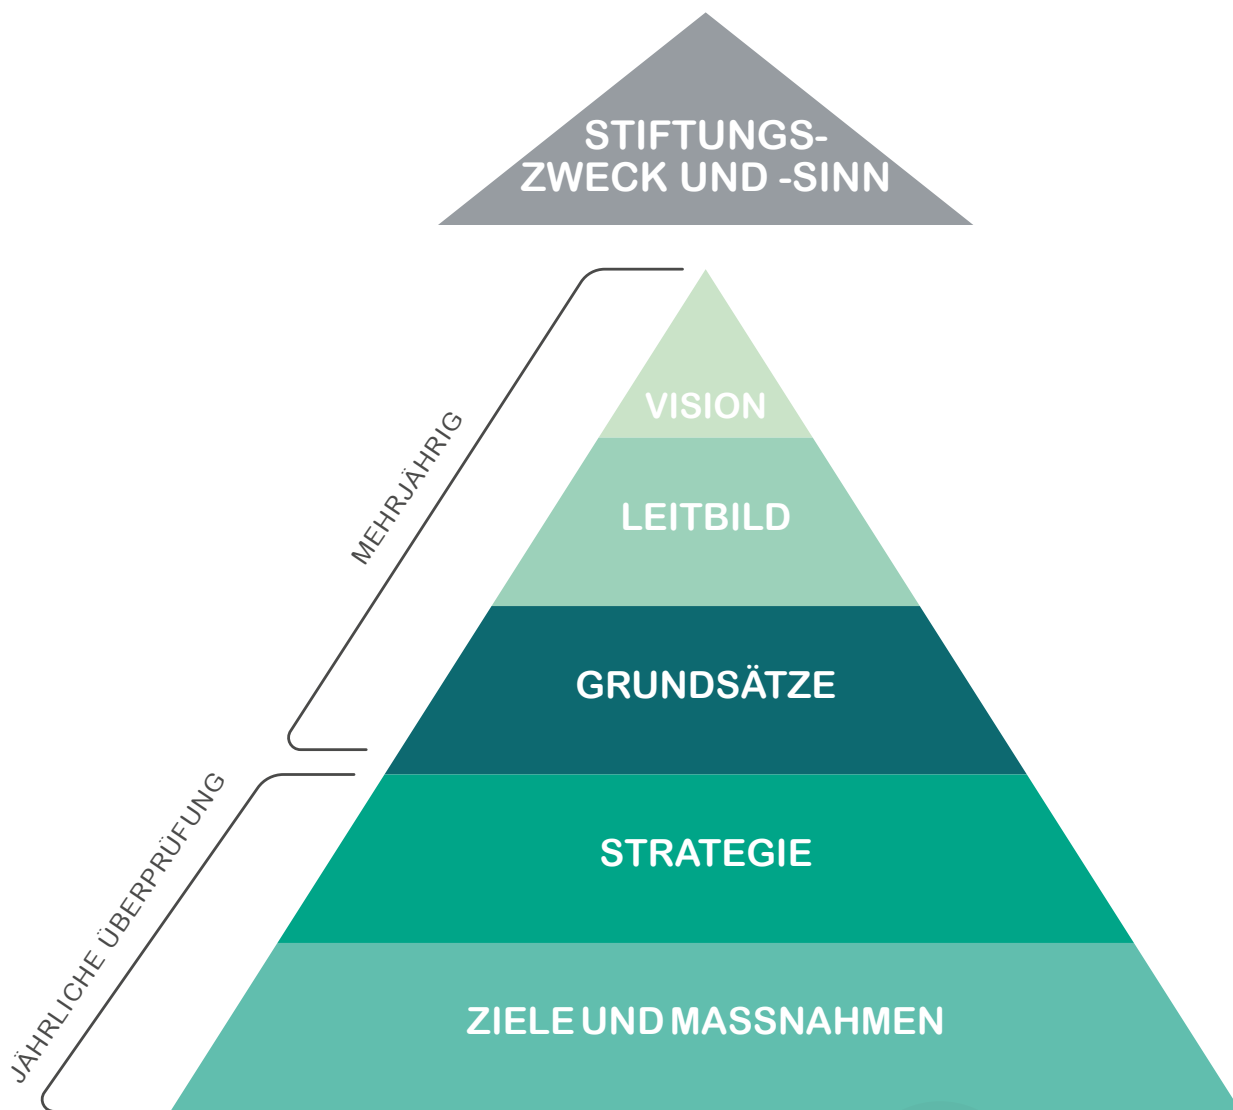 STIFTUNGS-
ZWECK UND -SINN
MEHRJÄHRIG
VISION
LEITBILD
GRUNDSÄTZE
JÄHRLICHE ÜBERPRÜFUNG
STRATEGIE
ZIELE UND MASSNAHMEN